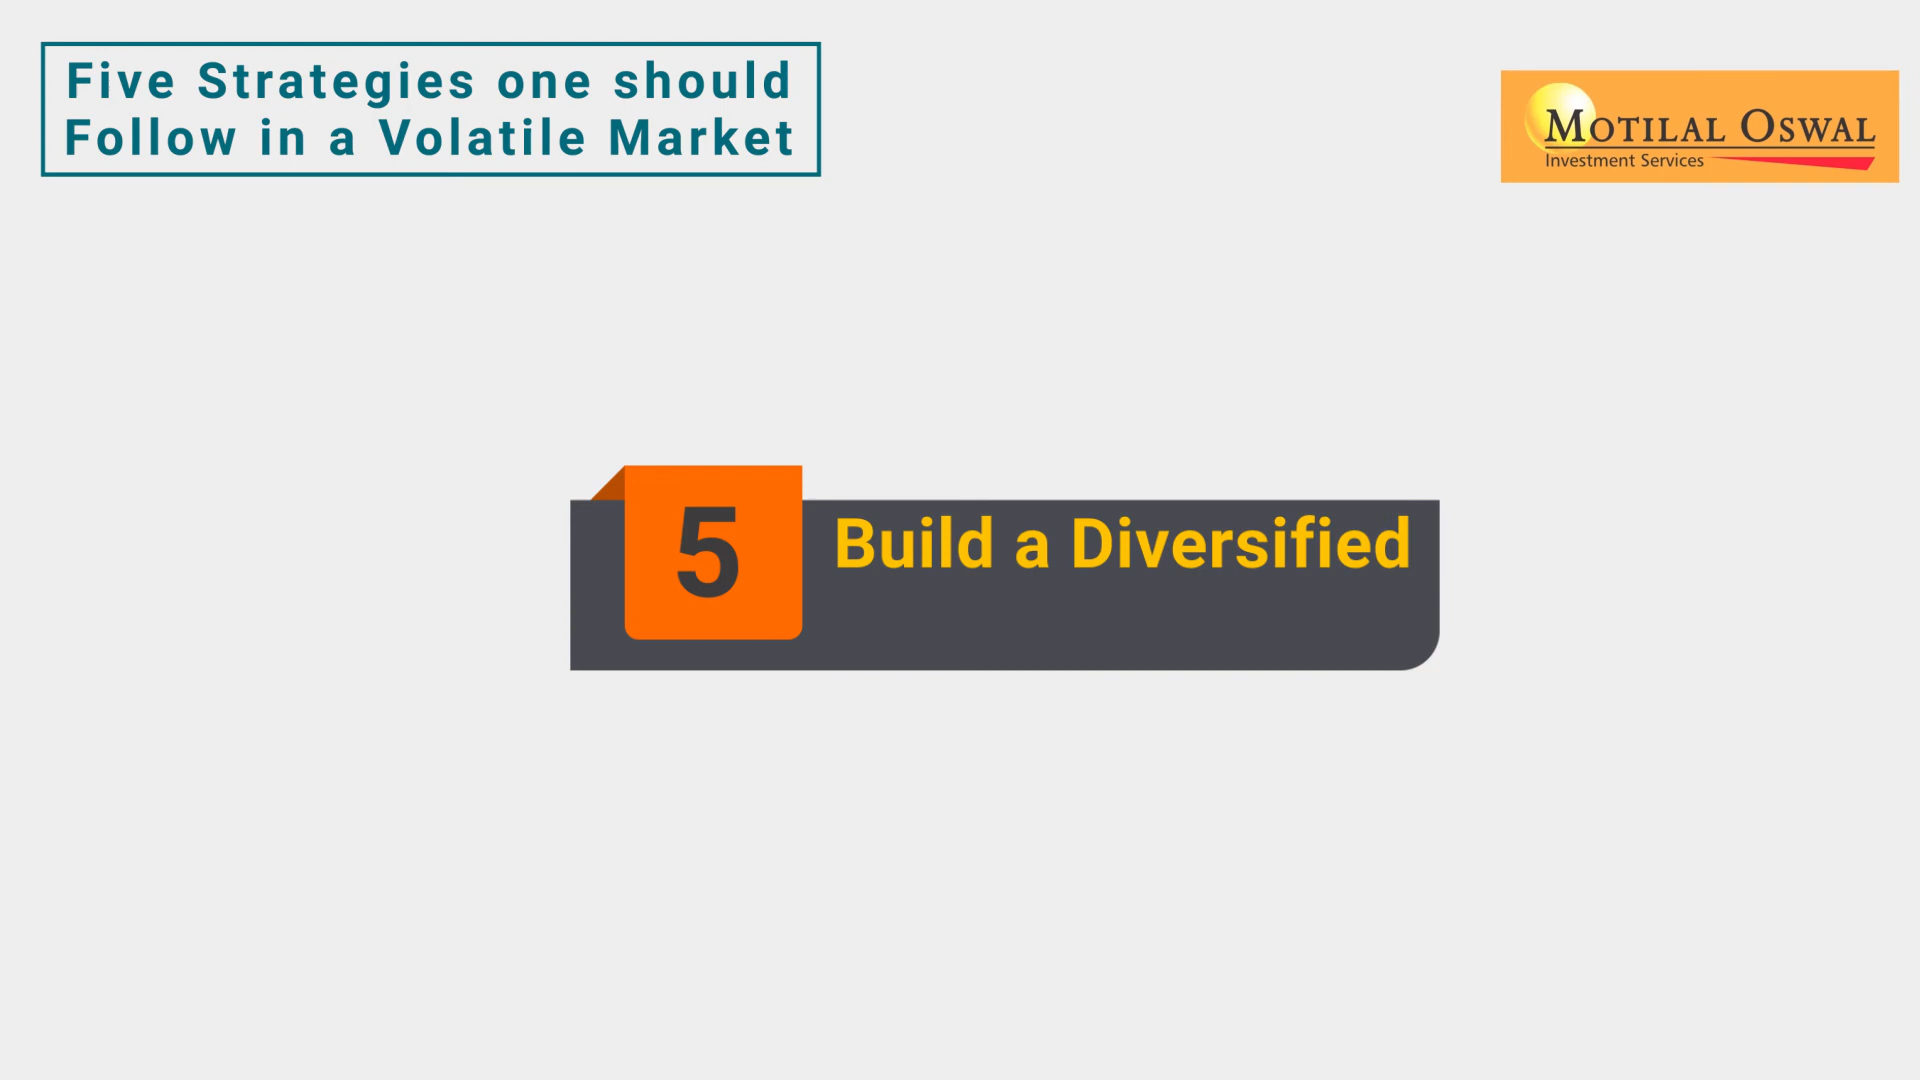 Five Strategies one should
Follow in a Volatile Market
MOTILAL OSWAL
Investment Services
5
Build a Diversified